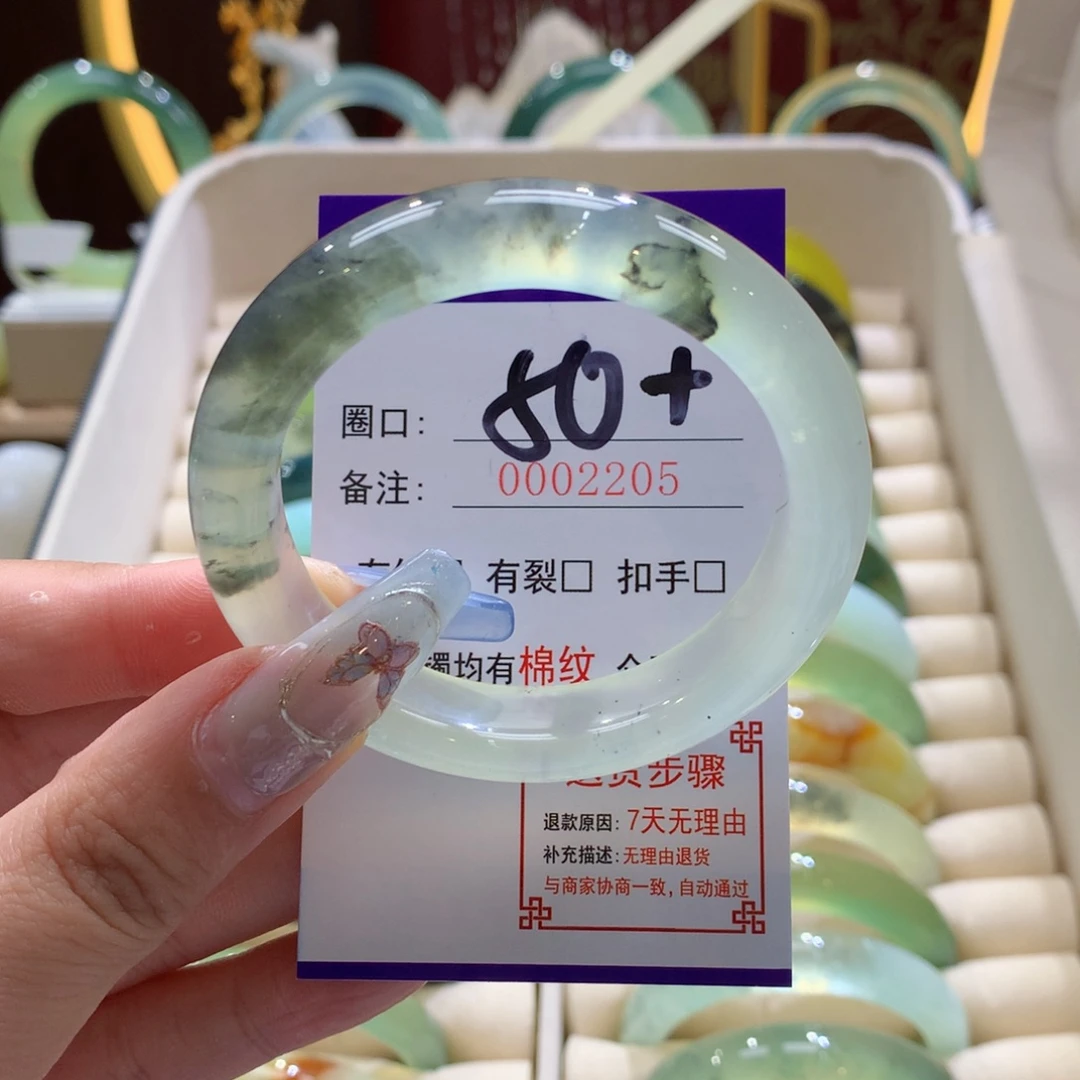 圈口: 80+
备注: 0002205
有裂□ 扣手□
镯均有棉纹
退货步骤
退款原因: 7天无理由
补充描述: 无理由退货
与商家协商一致, 自动通过